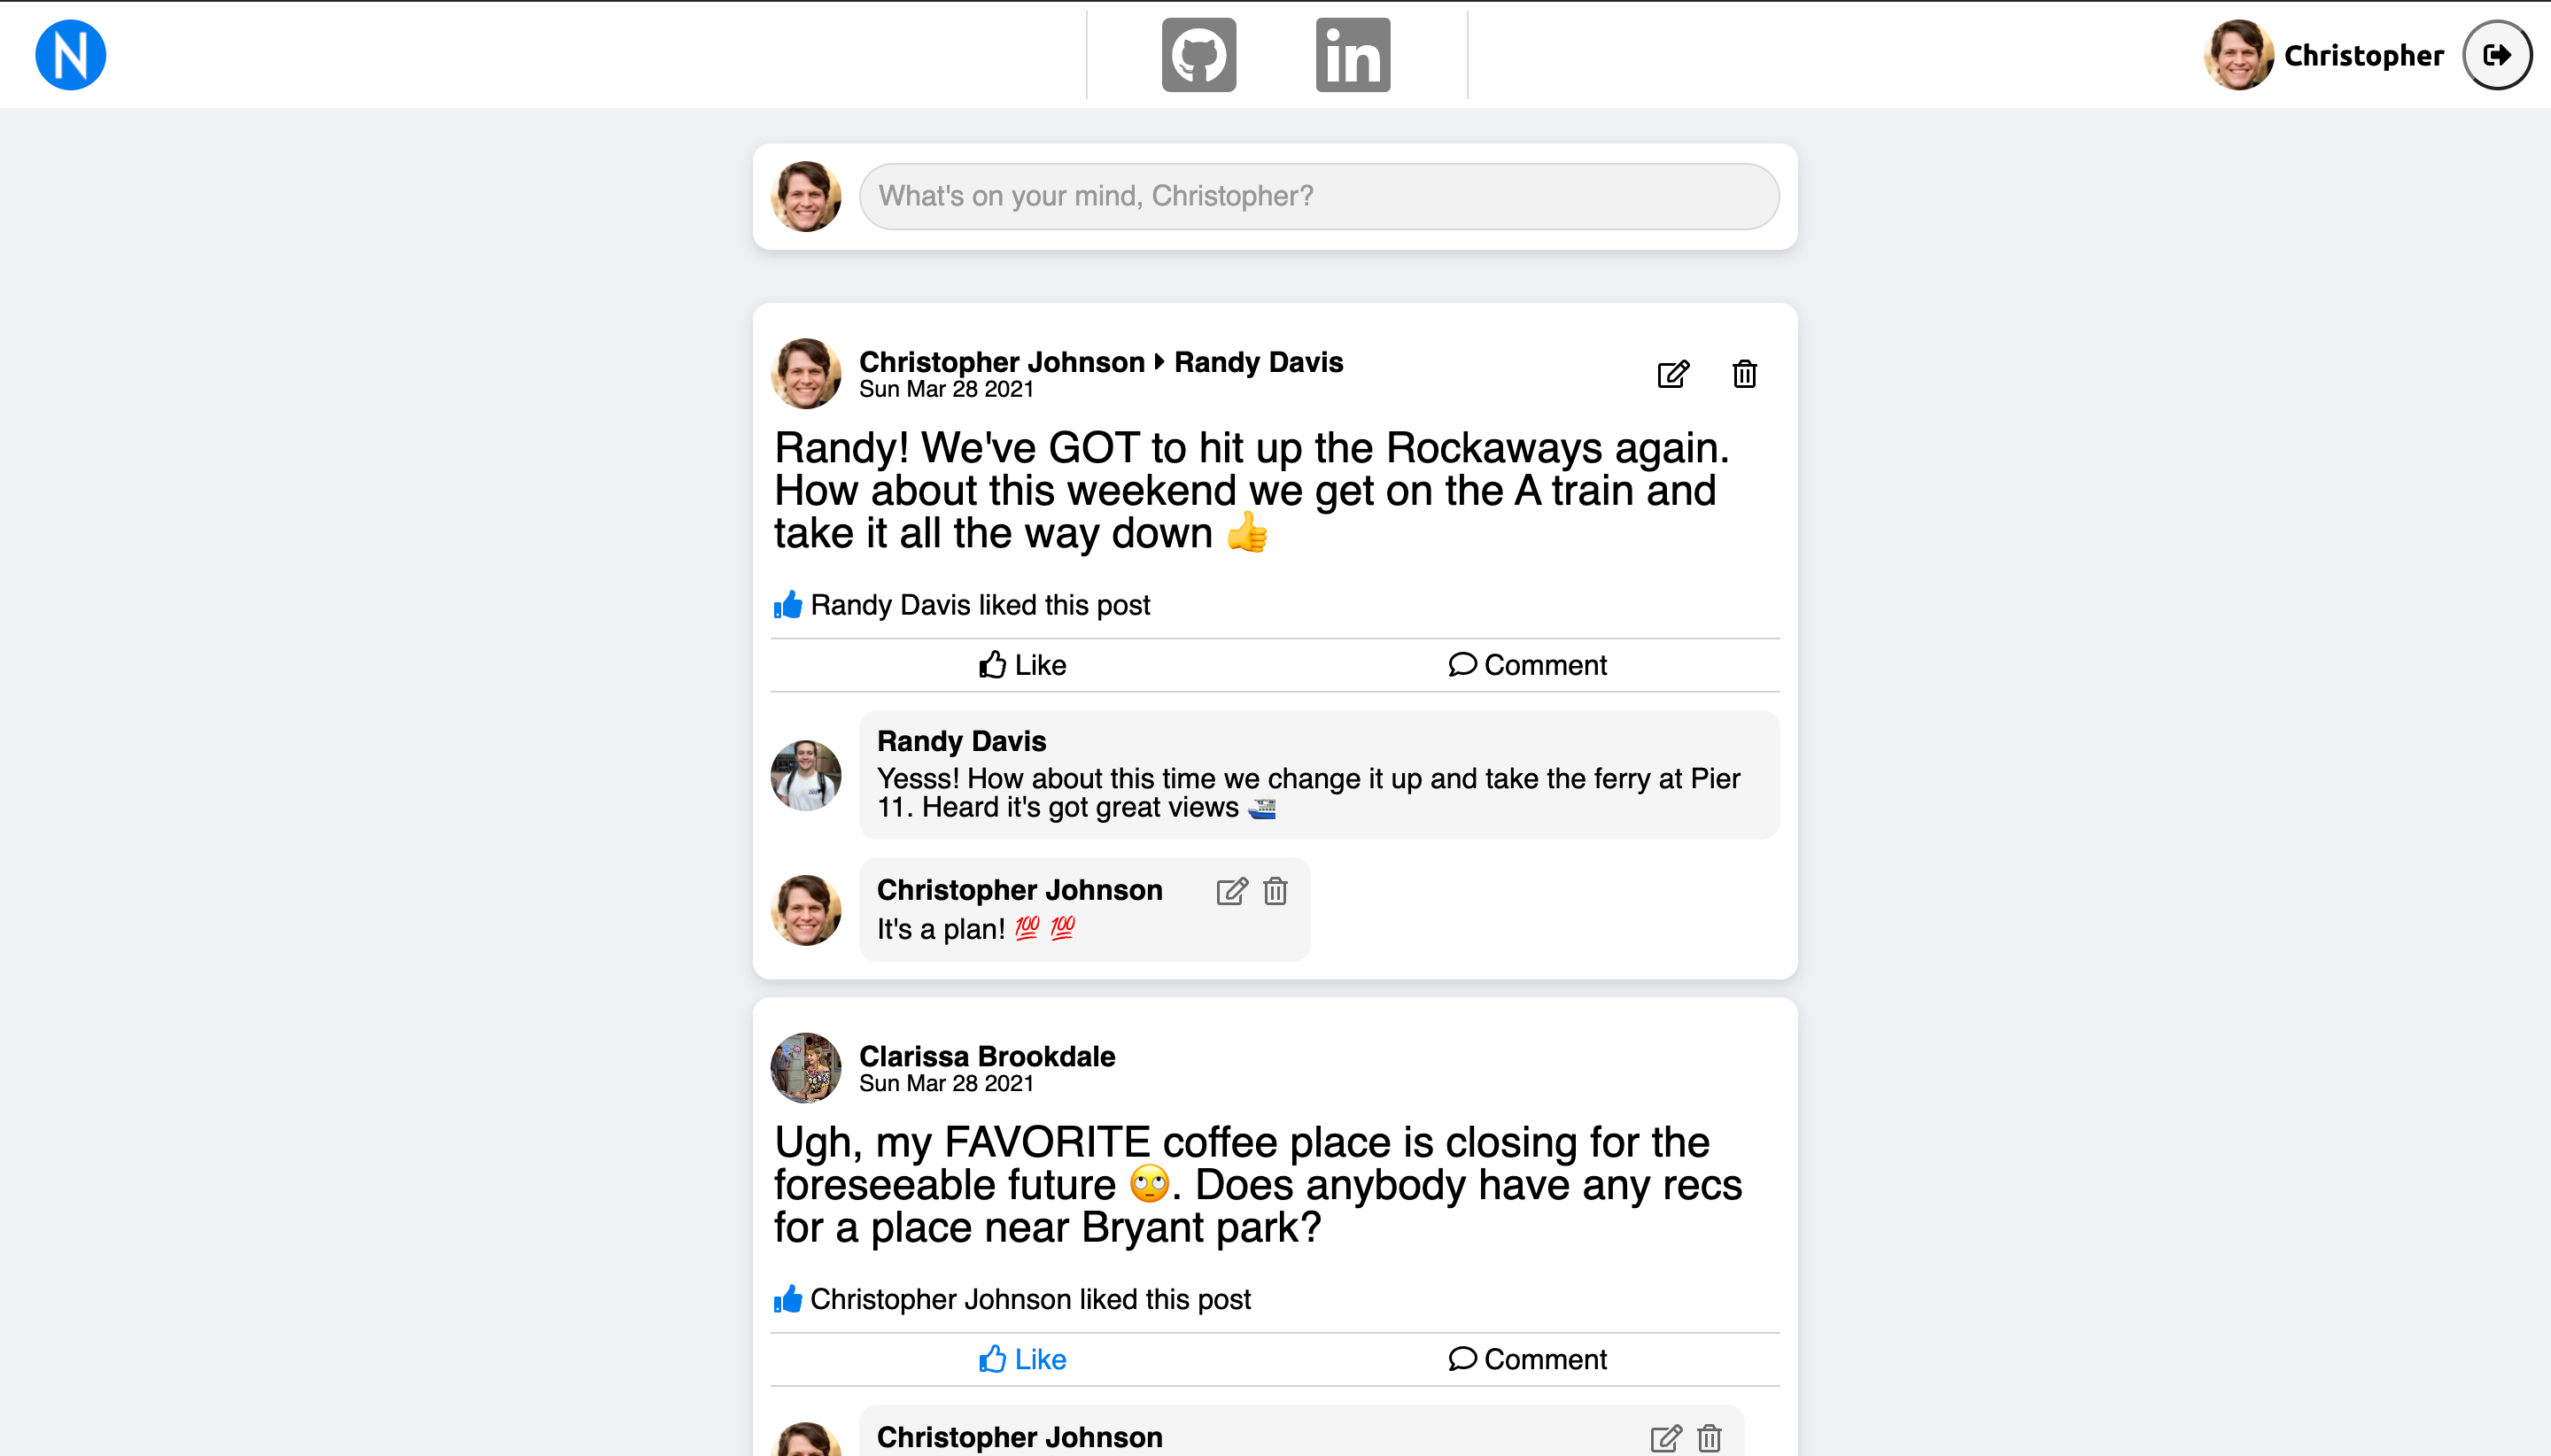 N
in
Christopher
What's on your mind, Christopher?
Christopher Johnson Randy Davis
Sun Mar 28 2021
Randy! We've GOT to hit up the Rockaways again.
How about this weekend we get on the A train and
take it all the way down 👍
Randy Davis liked this post
Like
Comment
Randy Davis
Yesss! How about this time we change it up and take the ferry at Pier
11. Heard it's got great views 🛥️
Christopher Johnson
It's a plan! 💯 💯
Clarissa Brookdale
Sun Mar 28 2021
Ugh, my FAVORITE coffee place is closing for the
foreseeable future 🙄. Does anybody have any recs
for a place near Bryant park?
Christopher Johnson liked this post
Like
Comment
Christopher Johnson